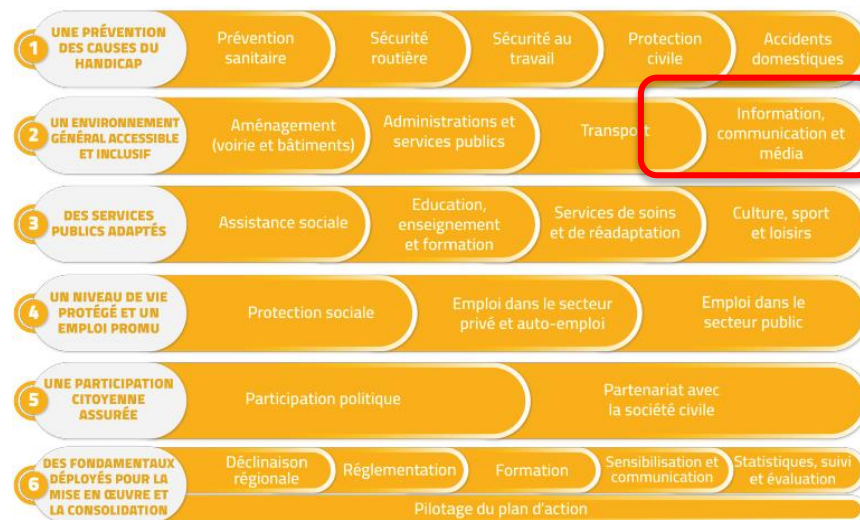 1
UNE PRÉVENTION
DES CAUSES DU
HANDICAP
Prévention
sanitaire
Sécurité
routière
Sécurité au
travail
Protection
civile
Accidents
domestiques
2
UN ENVIRONNEMENT
GÉNÉRAL ACCESSIBLE
ET INCLUSIF
Aménagement
(voirie et bâtiments)
Administrations et
services publics
Transport
Information,
communication et
média
3
DES SERVICES
PUBLICS ADAPTÉS
Assistance sociale
Education,
enseignement
et formation
Services de soins
et de réadaptation
Culture, sport
et loisirs
4
UN NIVEAU DE VIE
PROTÉGÉ ET UN
EMPLOI PROMU
Protection sociale
Emploi dans le secteur
privé et auto-emploi
Emploi dans le
secteur public
5
UNE PARTICIPATION
CITOYENNE
ASSURÉE
Participation politique
Partenariat avec
la société civile
6
DES FONDAMENTAUX
DÉPLOYÉS POUR LA
MISE EN ŒUVRE ET
LA CONSOLIDATION
Déclinaison
régionale
Réglementation
Formation
Sensibilisation et
communication
Statistiques, suivi
et évaluation
Pilotage du plan d'action